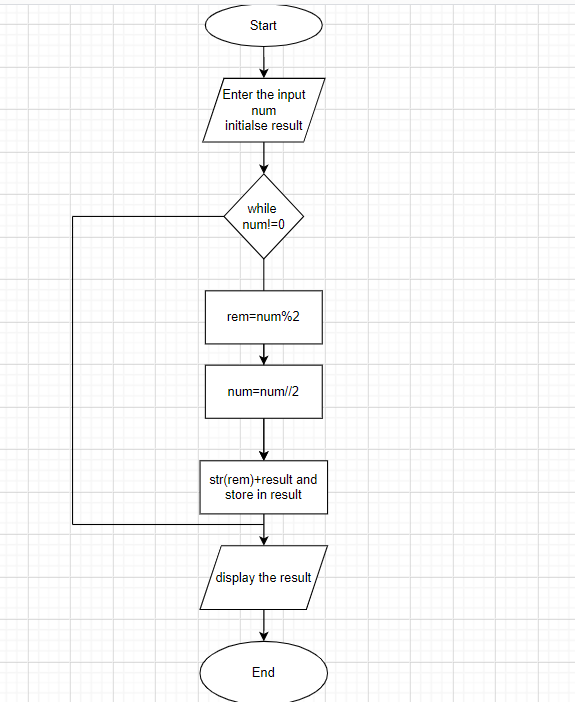 Start
Enter the input
num
initialse result
while
num!=0
rem=num%2
num=num//2
str(rem)+result and
store in result
display the result
End